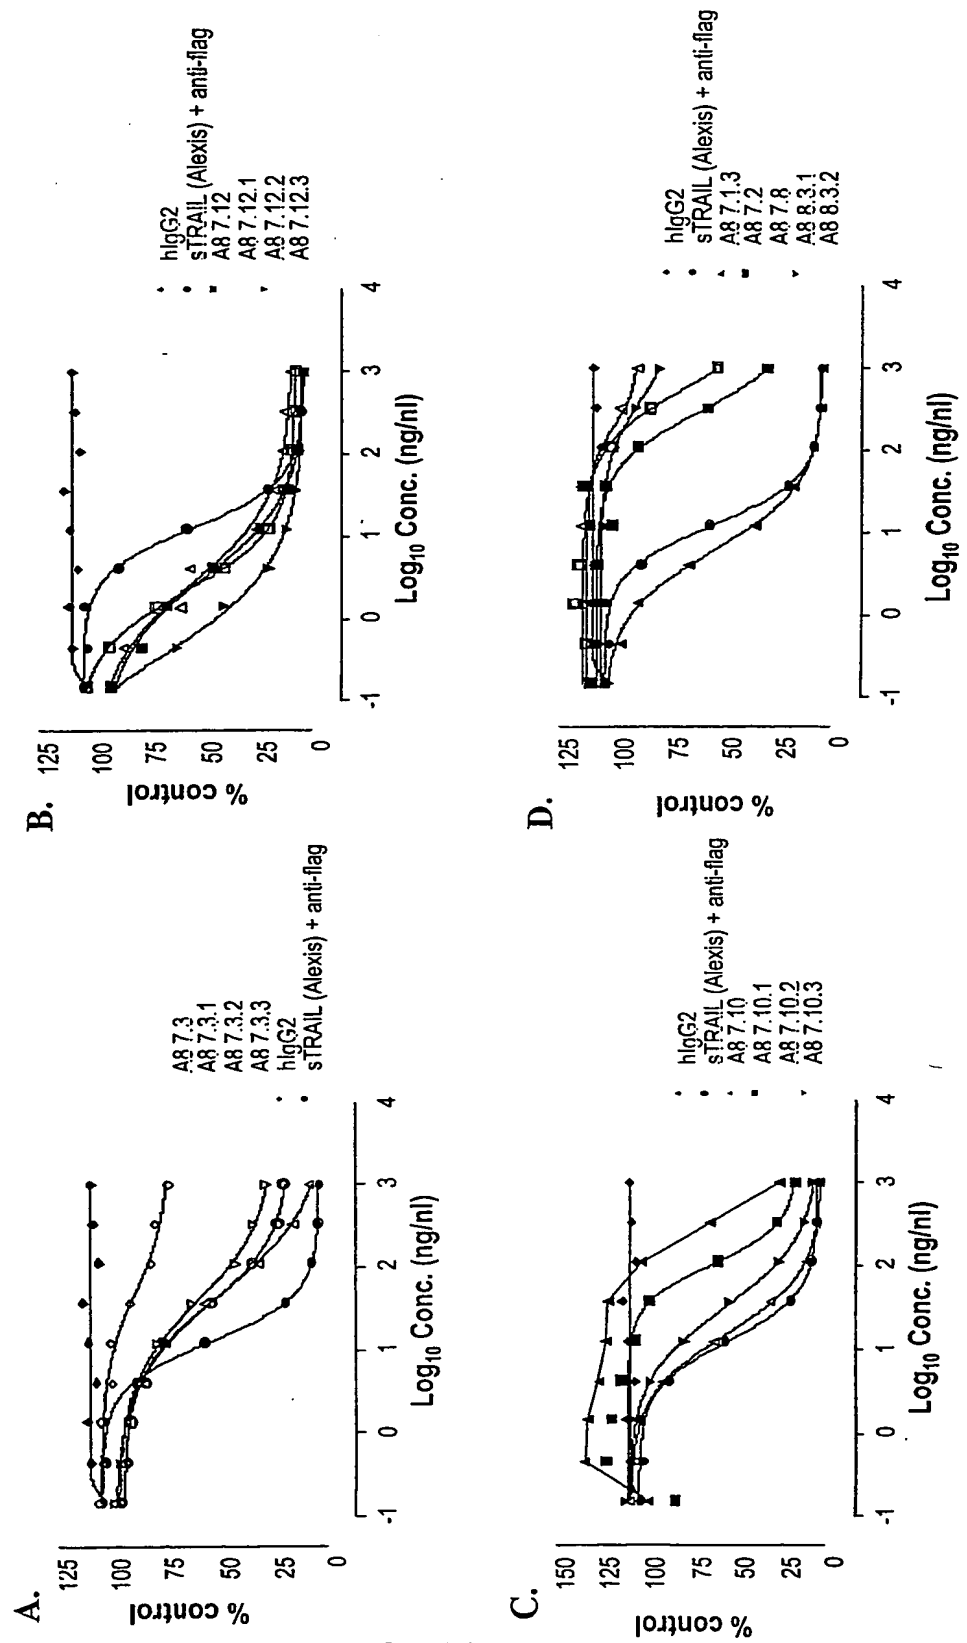 A.
% control
125
100
75
50
25
0
-1
0
1
2
3
4
Log10 Conc. (ng/nl)
A8 7.3
A8 7.3.1
A8 7.3.2
A8 7.3.3
hIgG2
sTRAIL (Alexis) + anti-flag
B.
% control
125
100
75
50
25
0
-1
0
1
2
3
4
Log10 Conc. (ng/nl)
hIgG2
sTRAIL (Alexis) + anti-flag
A8 7.12
A8 7.12.1
A8 7.12.2
A8 7.12.3
C.
% control
150
125
100
75
50
25
0
-1
0
1
2
3
4
Log10 Conc. (ng/nl)
hIgG2
sTRAIL (Alexis) + anti-flag
A8 7.10
A8 7.10.1
A8 7.10.2
A8 7.10.3
D.
% control
125
100
75
50
25
0
-1
0
1
2
3
4
Log10 Conc. (ng/nl)
hIgG2
sTRAIL (Alexis) + anti-flag
A8 7.1.3
A8 7.2
A8 7.8
A8 8.3.1
A8 8.3.2